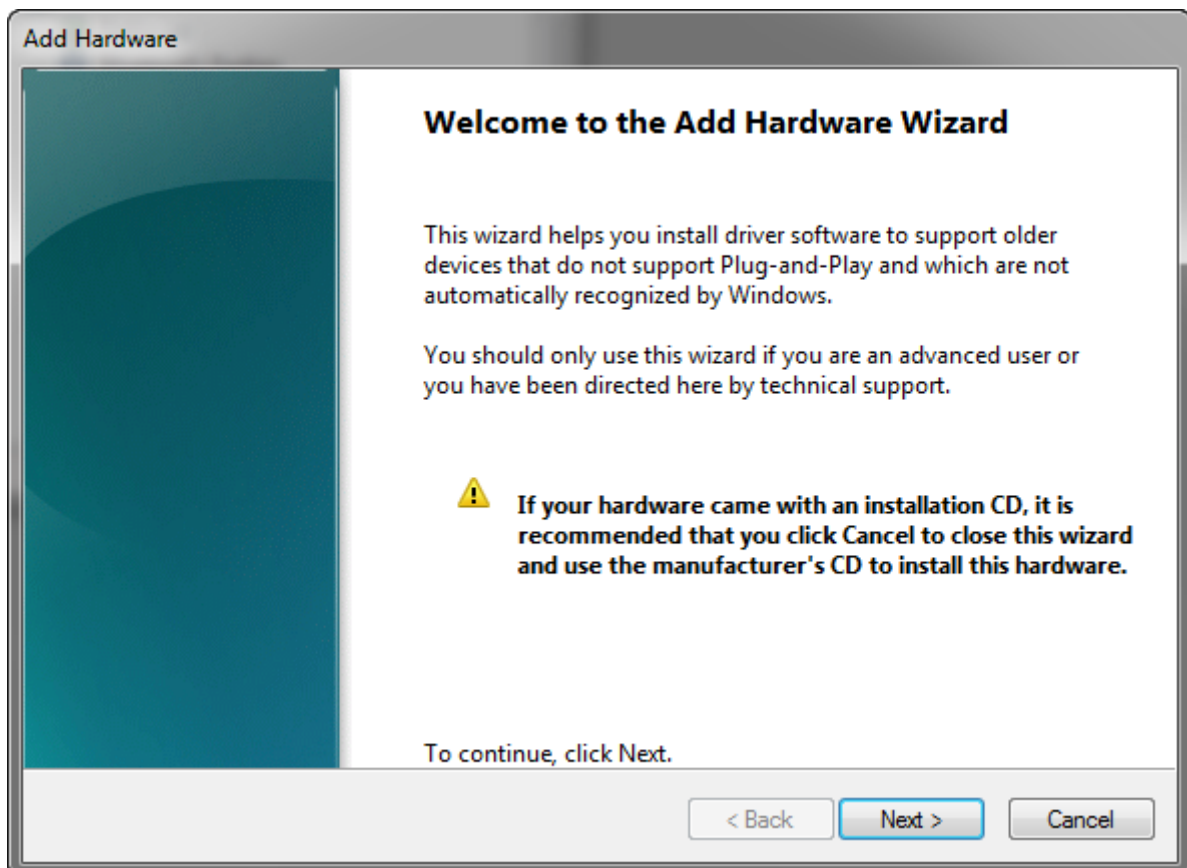 Add Hardware
Welcome to the Add Hardware Wizard
This wizard helps you install driver software to support older
devices that do not support Plug-and-Play and which are not
automatically recognized by Windows.
You should only use this wizard if you are an advanced user or
you have been directed here by technical support.
If your hardware came with an installation CD, it is
recommended that you click Cancel to close this wizard
and use the manufacturer's CD to install this hardware.
To continue, click Next.
< Back Next > Cancel